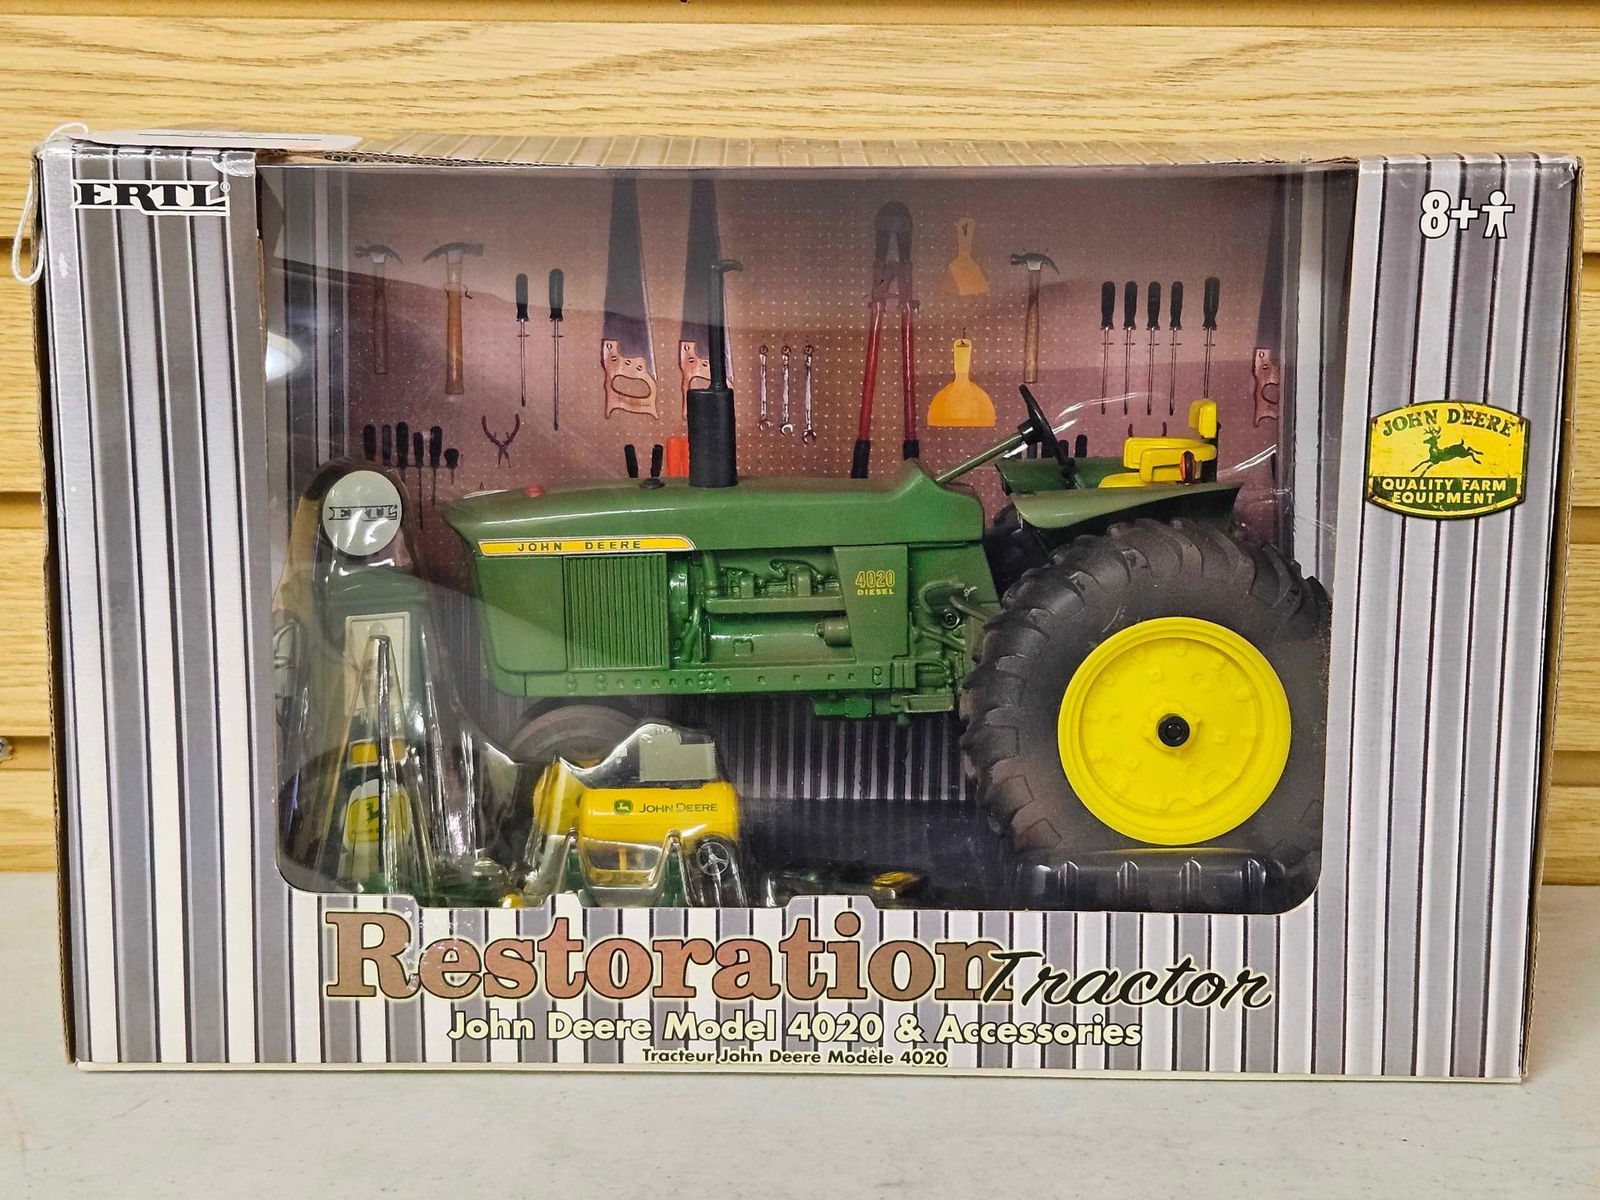 ERTL
8+
JOHN DEERE
QUALITY FARM
EQUIPMENT
ERTL
JOHN DEERE
4020
DIESEL
JOHN DEERE
Restoration Tractor
John Deere Model 4020 & Accessories
Tracteur John Deere Modèle 4020